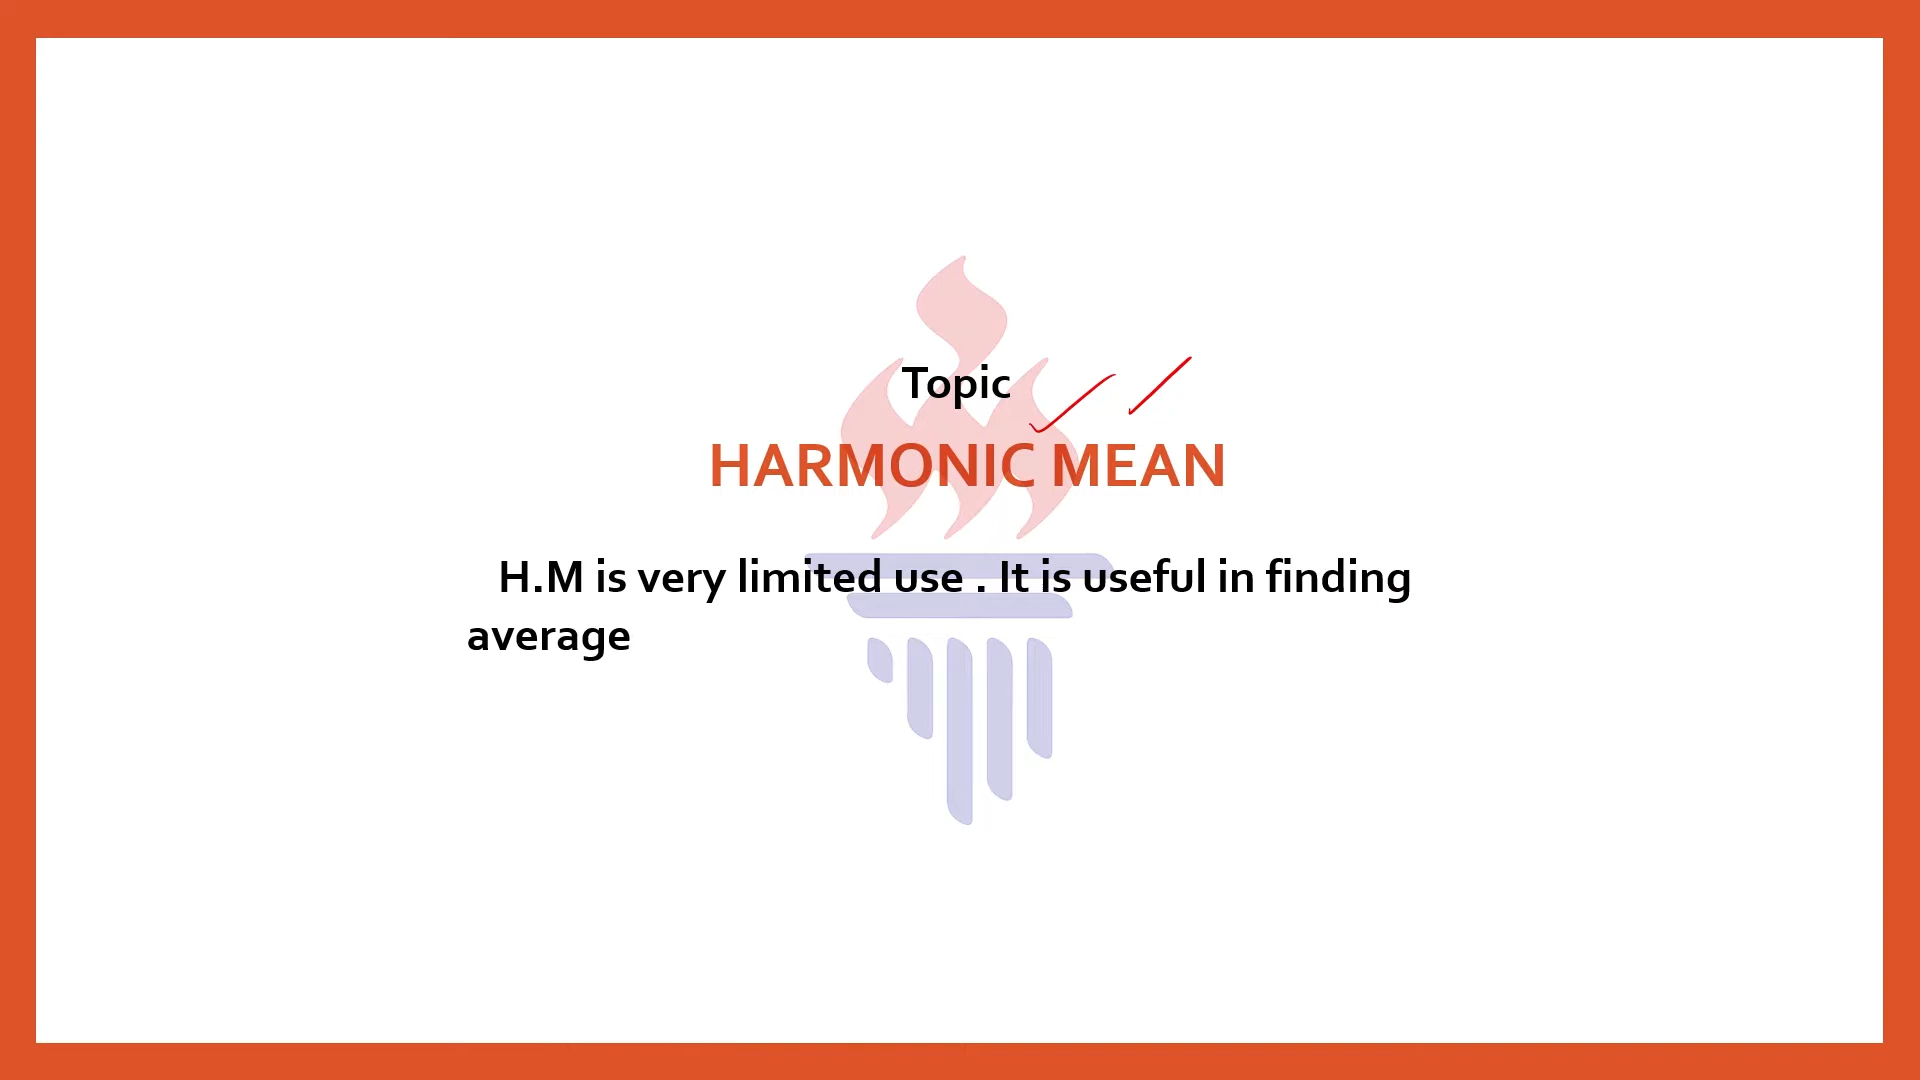 Topic
HARMONIC MEAN
H.M is very limited use . It is useful in finding
average